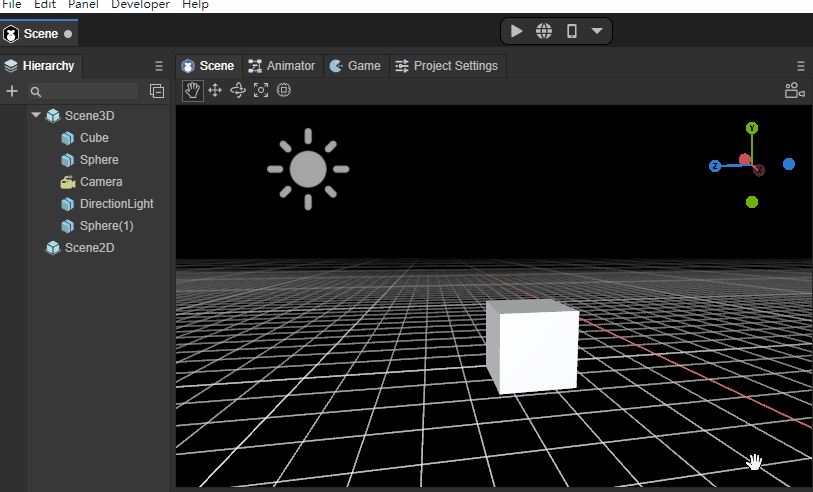 File Edit Panel Developer Help
Scene
Hierarchy
Scene Animator Game Project Settings
Scene3D
Cube
Sphere
Camera
DirectionLight
Sphere(1)
Scene2D
Y
Z